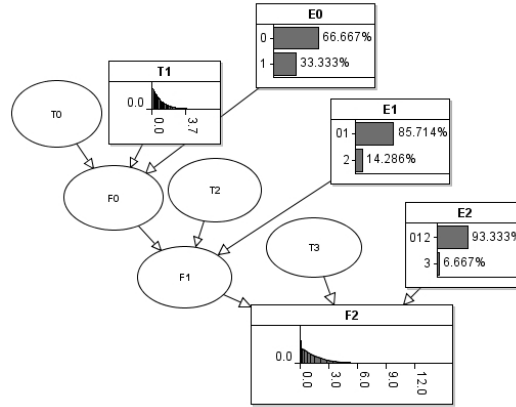 E0
0 66.667%
1 33.333%
T1
0.0
0.0 3.7
T0
E1
01 85.714%
2 14.286%
F0
T2
E2
012 93.333%
3 6.667%
T3
F1
F2
0.0
0.0 3.0 6.0 9.0 12.0